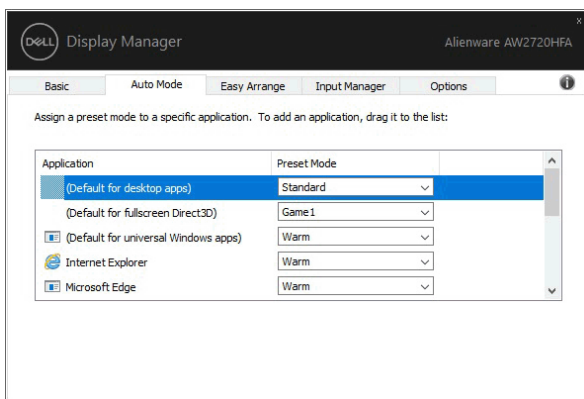 DELL Display Manager Alienware AW2720HFA
x
Basic Auto Mode Easy Arrange Input Manager Options i
Assign a preset mode to a specific application. To add an application, drag it to the list:
Application Preset Mode
(Default for desktop apps) Standard
(Default for fullscreen Direct3D) Game1
(Default for universal Windows apps) Warm
Internet Explorer Warm
Microsoft Edge Warm